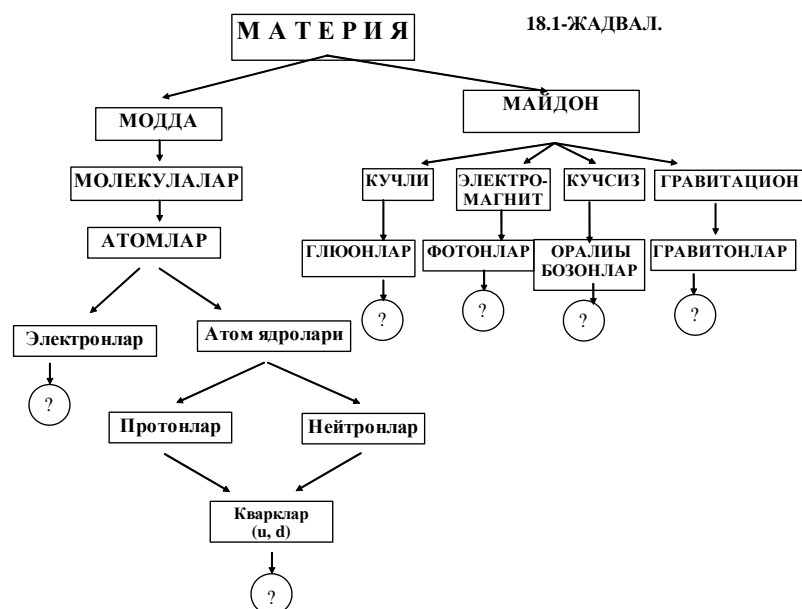 М А Т Е Р И Я
18.1-ЖАДВАЛ.
МОДДА
МАЙДОН
МОЛЕКУЛАЛАР
КУЧЛИ
ЭЛЕКТРО-
МАГНИТ
КУЧСИЗ
ГРАВИТАЦИОН
АТОМЛАР
ГЛЮОНЛАР
ФОТОНЛАР
ОРАЛИЫ
БОЗОНЛАР
ГРАВИТОНЛАР
?
?
?
?
Электронлар
Атом ядролари
?
Протонлар
Нейтронлар
Кварклар
(u, d)
?